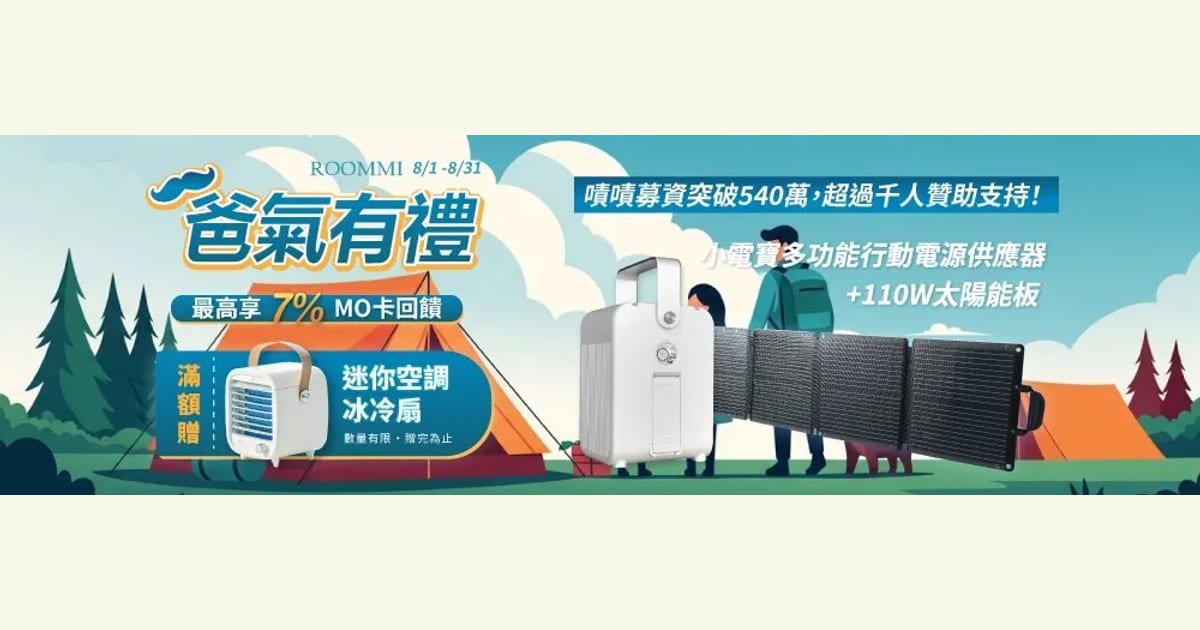 ROOMMI 8/1 -8/31
爸氣有禮
最高享 7% MO卡回饋
滿額贈
迷你空調
冰冷扇
數量有限・贈完為止
嘖嘖募資突破540萬,超過千人贊助支持!
小電寶多功能行動電源供應器
+110W太陽能板